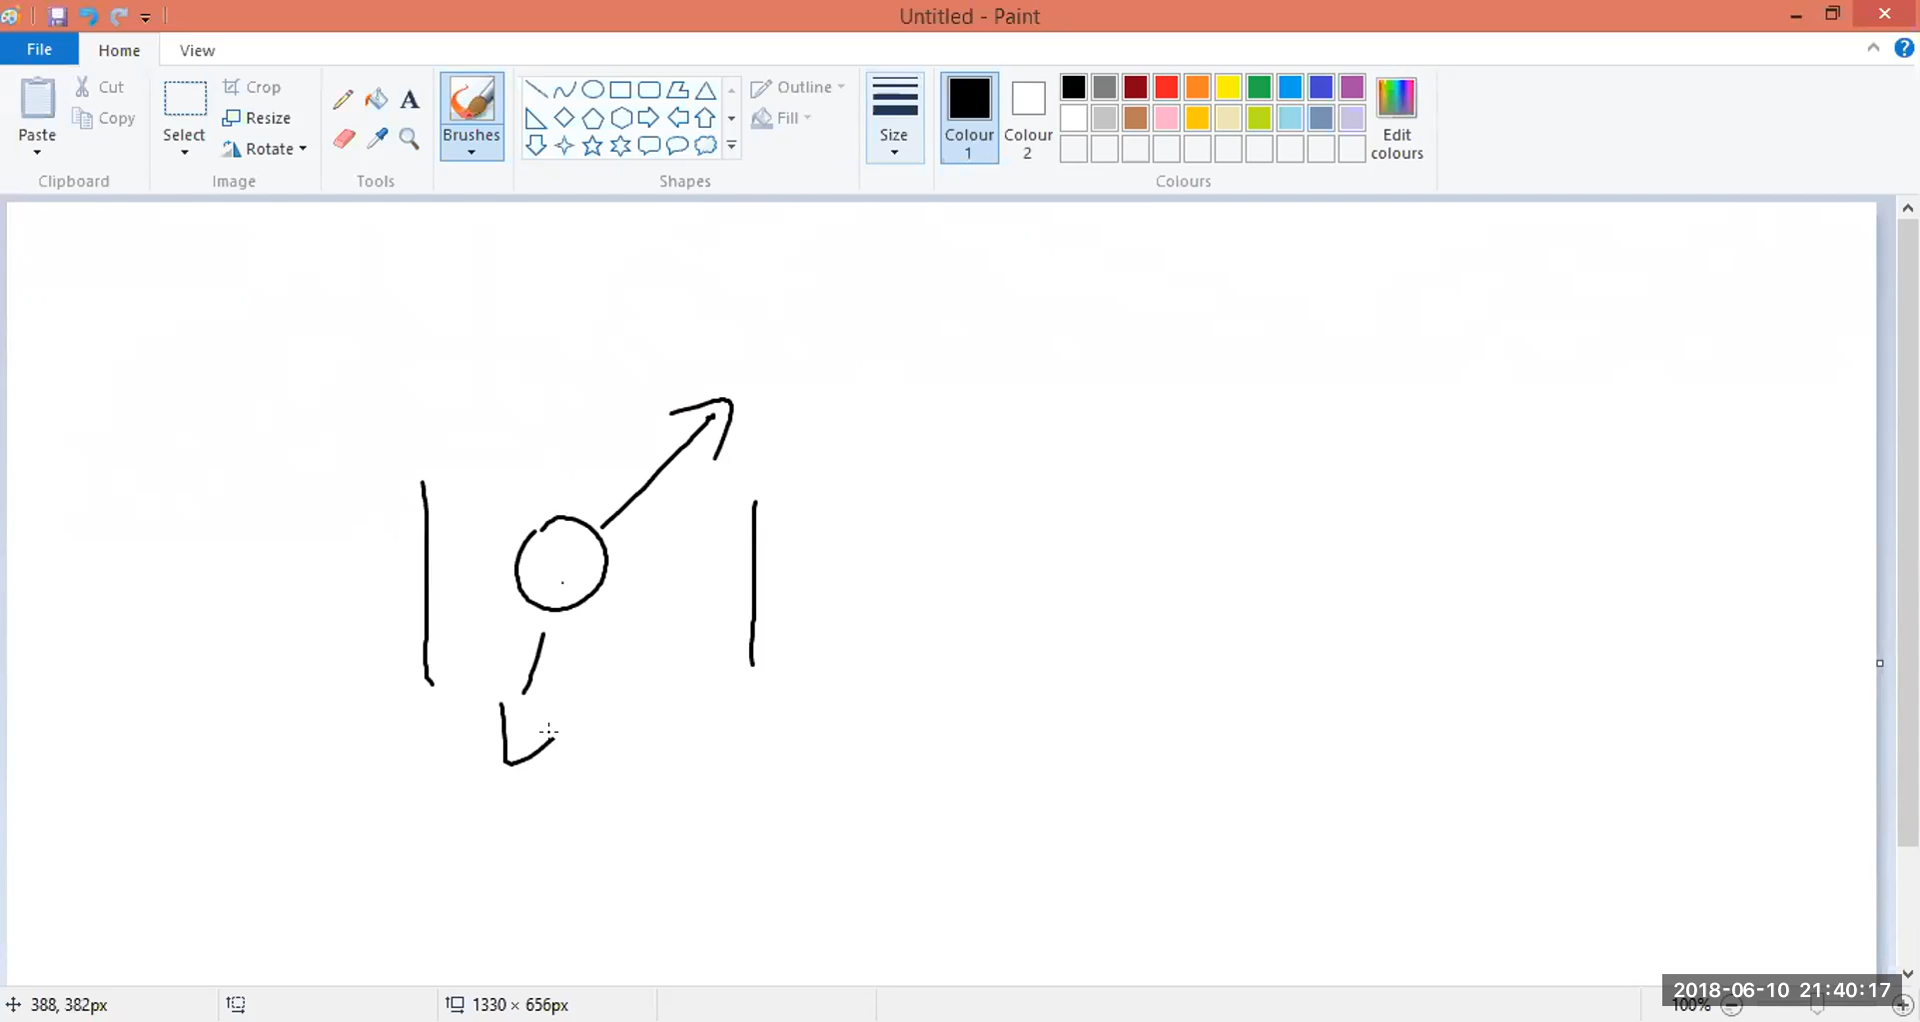 Untitled - Paint
File Home View
Paste
Cut
Copy
Clipboard
Select
Crop
Resize
Rotate
Image
A
Tools
Brushes
Outline
Fill
Shapes
Size
Colour 1
Colour 2
Edit colours
Colours
388, 382px
1330 × 656px
100%
2018-06-10 21:40:17